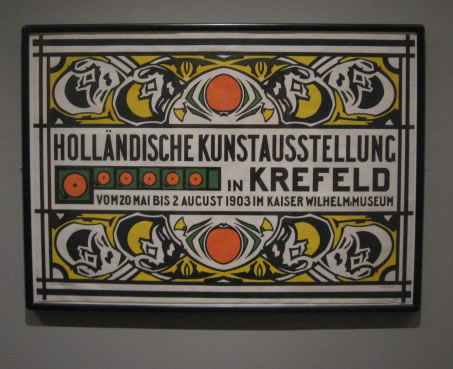 HOLLÄNDISCHE KUNSTAUSSTELLUNG
IN KREFELD
VOM 20 MAI BIS 2 AUGUST 1903 IM KAISER WILHELM-MUSEUM